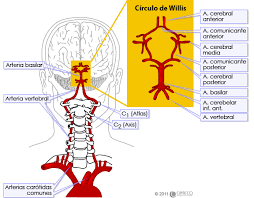 Círculo de Willis
A. cerebral
anterior
A. comunicante
anterior
A. cerebral
media
A. comunicante
posterior
A. cerebral
posterior
A. basilar
A. cerebelar
inf. ant.
A. vertebral
Arteria basilar
Arteria vertebral
C₁ (Atlas)
C₂ (Axis)
Arterias carótidas
comunes
© 2011